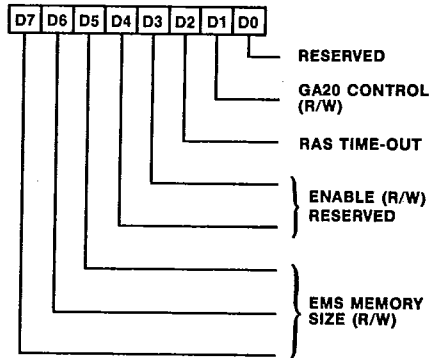 D7 D6 D5 D4 D3 D2 D1 D0
RESERVED
GA20 CONTROL
(R/W)
RAS TIME-OUT
ENABLE (R/W)
RESERVED
EMS MEMORY
SIZE (R/W)